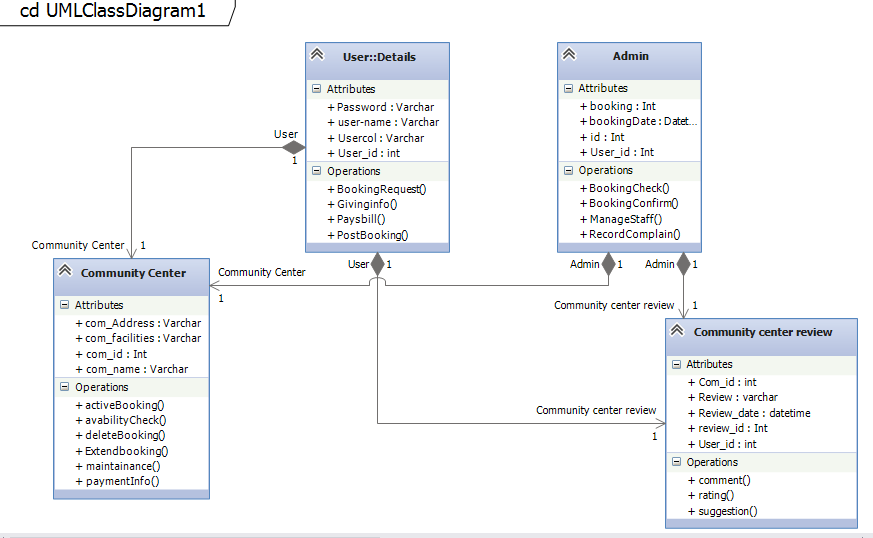 cd UMLClassDiagram1
User::Details
Attributes
+ Password : Varchar
+ user-name : Varchar
+ Usercol : Varchar
+ User_id : int
Operations
+ BookingRequest()
+ Givinginfo()
+ Paysbill()
+ PostBooking()
Admin
Attributes
+ booking : Int
+ bookingDate : Datet...
+ id : Int
+ User_id : Int
Operations
+ BookingCheck()
+ BookingConfirm()
+ ManageStaff()
+ RecordComplain()
User
1
Community Center 1
User 1
Admin 1
Admin 1
Community Center
1
Community center review 1
Community Center
Attributes
+ com_Address : Varchar
+ com_facilities : Varchar
+ com_id : Int
+ com_name : Varchar
Operations
+ activeBooking()
+ avabilityCheck()
+ deleteBooking()
+ Extendbooking()
+ maintainance()
+ paymentInfo()
Community center review
1
Community center review
Attributes
+ Com_id : int
+ Review : varchar
+ Review_date : datetime
+ review_id : Int
+ User_id : int
Operations
+ comment()
+ rating()
+ suggestion()